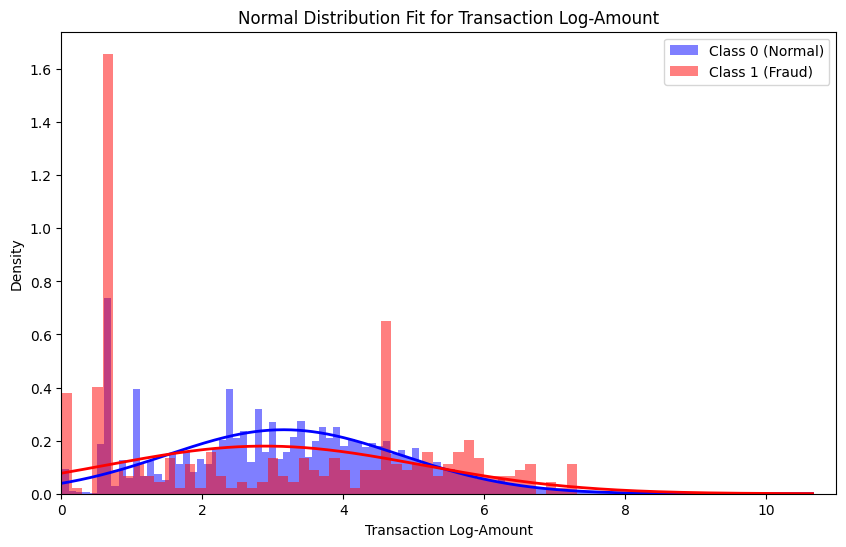 Normal Distribution Fit for Transaction Log-Amount
Class 0 (Normal)
Class 1 (Fraud)
Density
1.6
1.4
1.2
1.0
0.8
0.6
0.4
0.2
0.0
0 2 4 6 8 10
Transaction Log-Amount